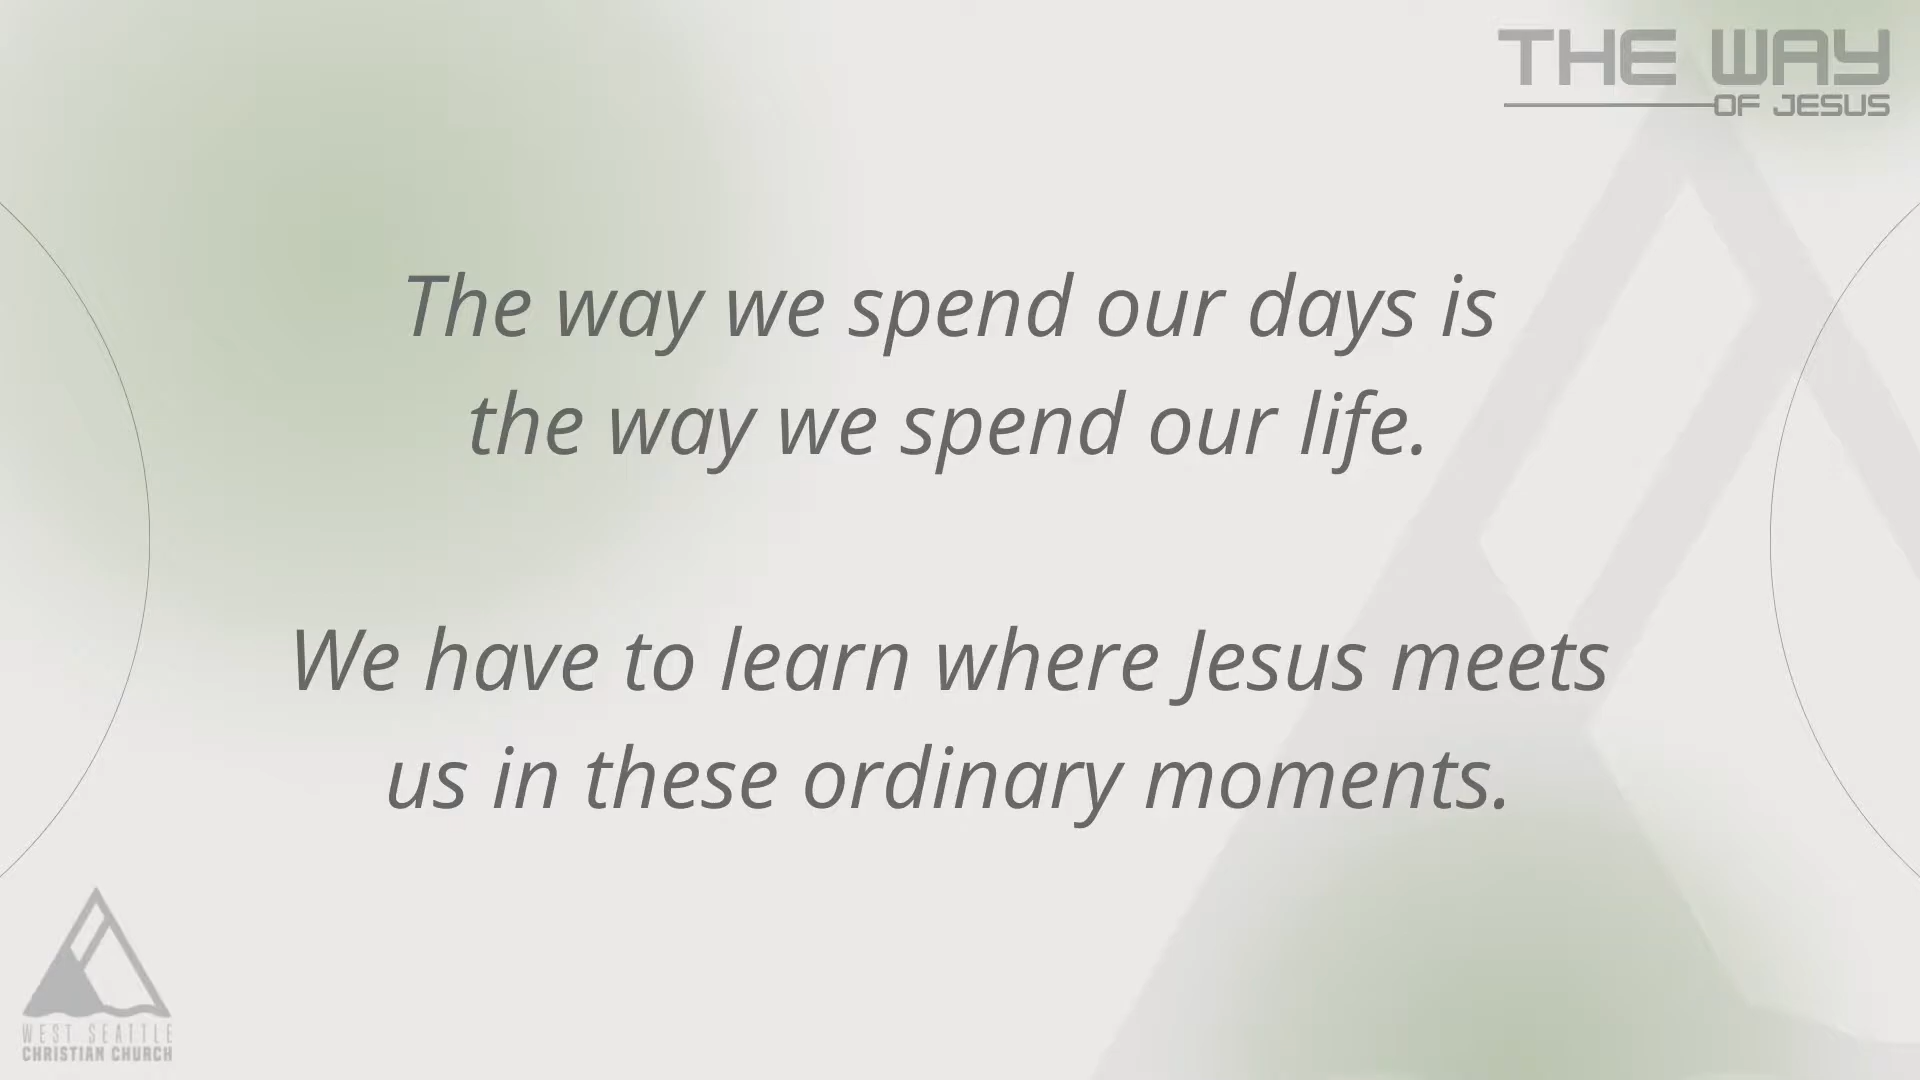 THE WAY
OF JESUS
The way we spend our days is
the way we spend our life.
We have to learn where Jesus meets
us in these ordinary moments.
WEST SEATTLE
CHRISTIAN CHURCH